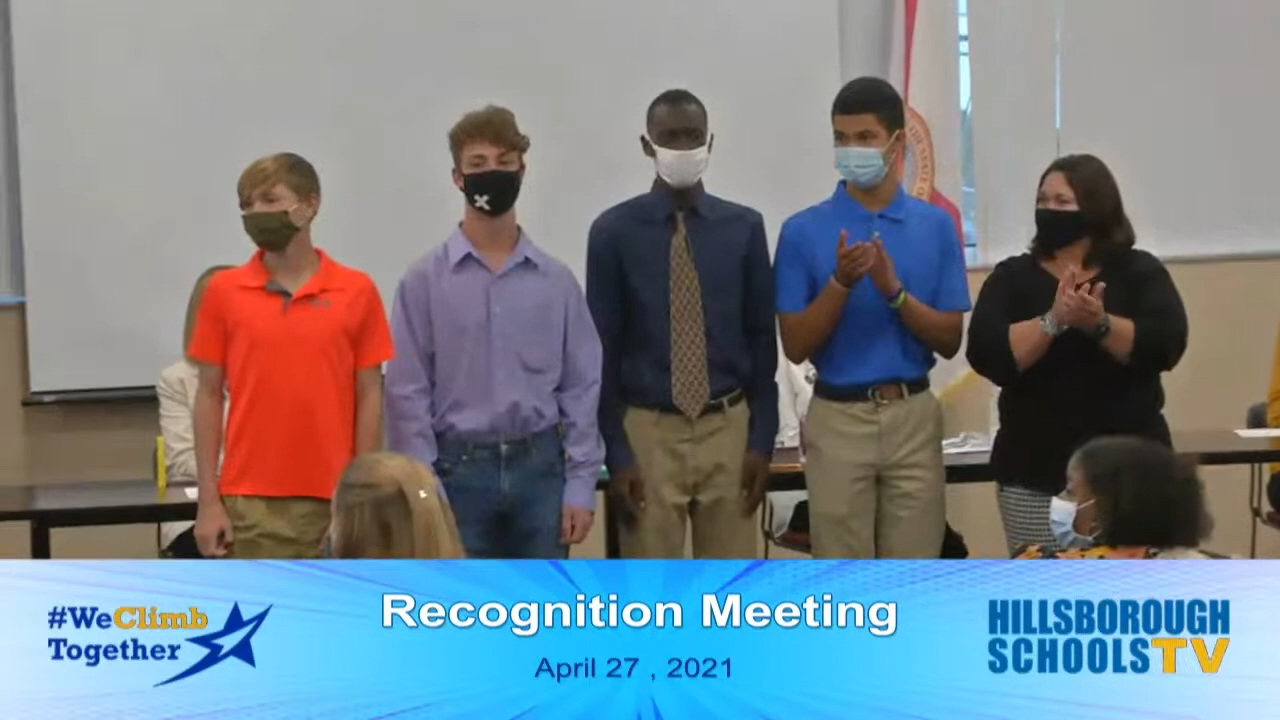 #WeClimb
Together
Recognition Meeting
April 27 , 2021
HILLSBOROUGH
SCHOOLSTV